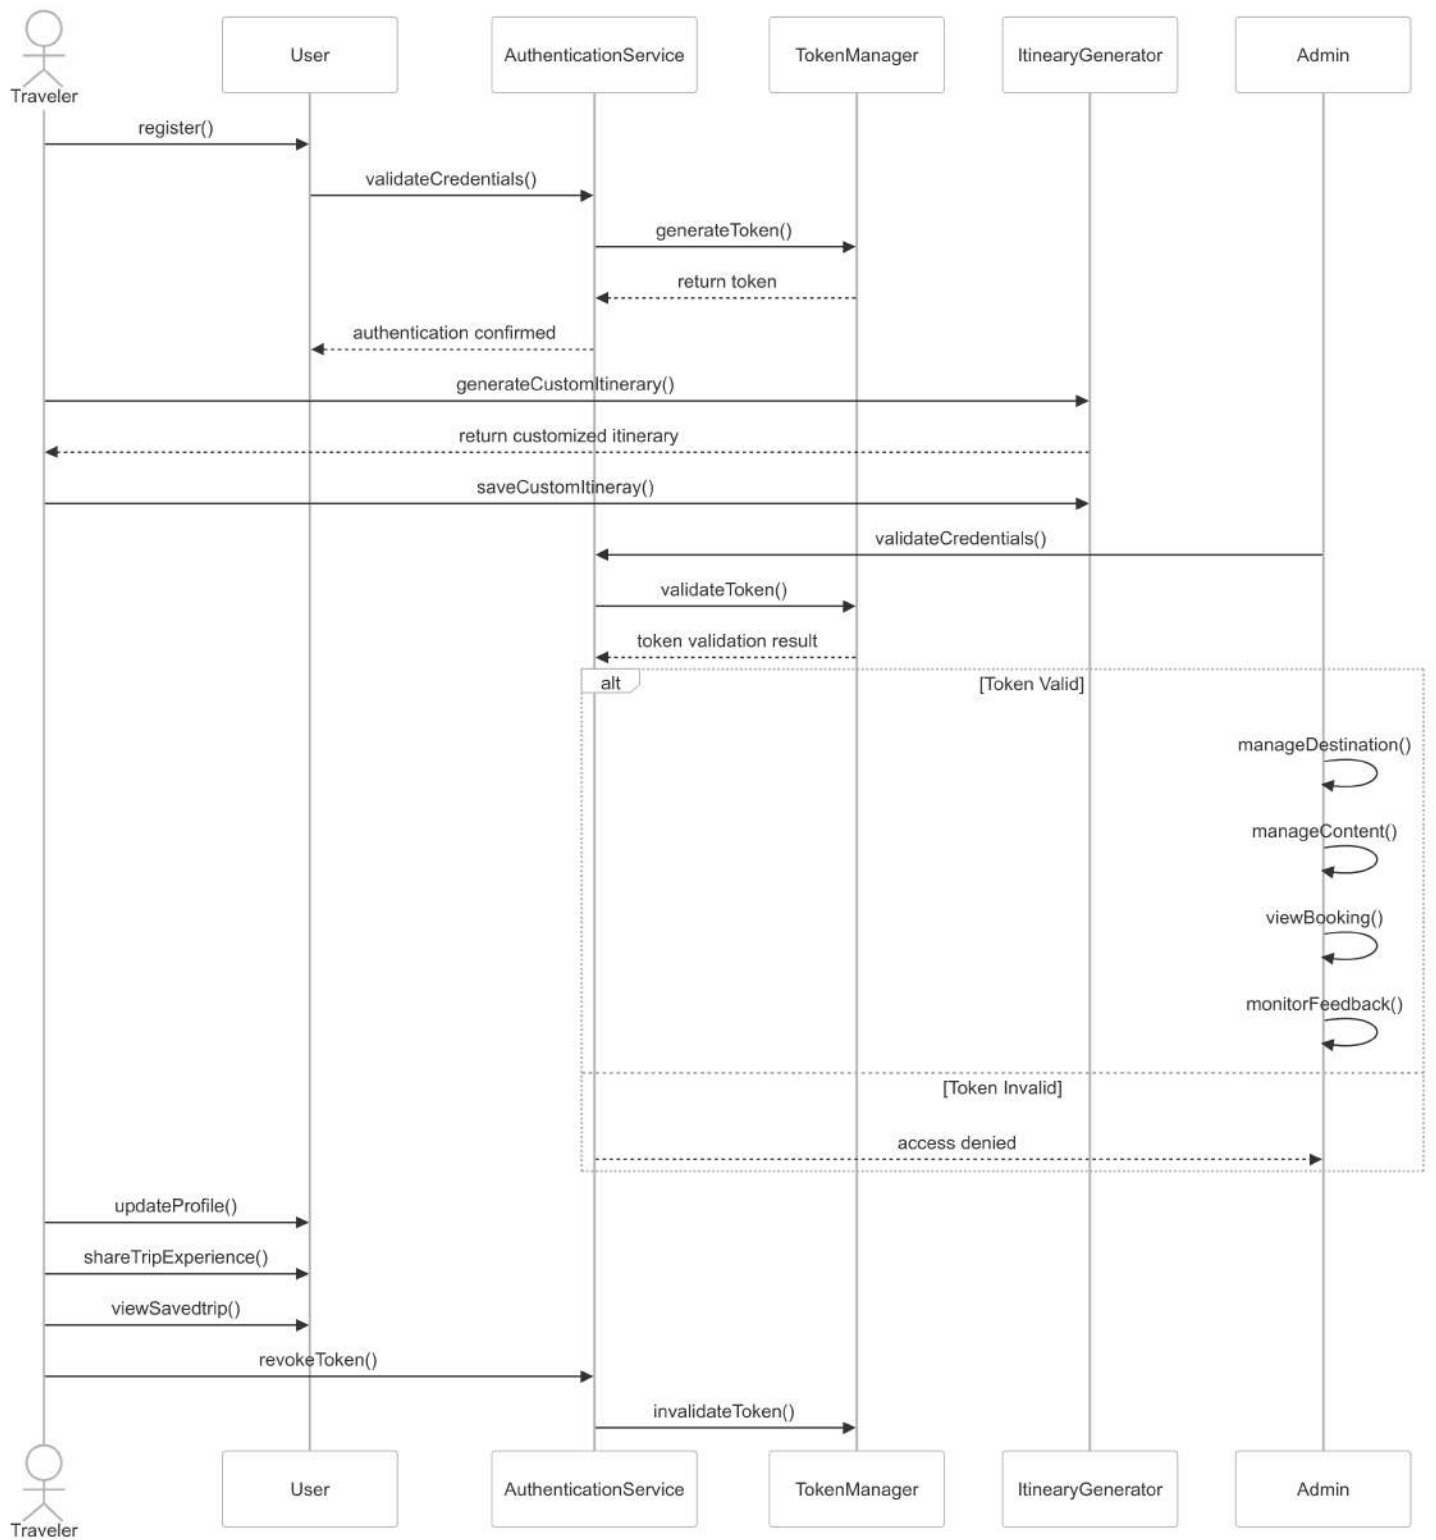 Traveler
User
AuthenticationService
TokenManager
ItinearyGenerator
Admin
register()
validateCredentials()
generateToken()
return token
authentication confirmed
generateCustomItinerary()
return customized itinerary
saveCustomItineray()
validateCredentials()
validateToken()
token validation result
alt
[Token Valid]
manageDestination()
manageContent()
viewBooking()
monitorFeedback()
[Token Invalid]
access denied
updateProfile()
shareTripExperience()
viewSavedtrip()
revokeToken()
invalidateToken()
Traveler
User
AuthenticationService
TokenManager
ItinearyGenerator
Admin